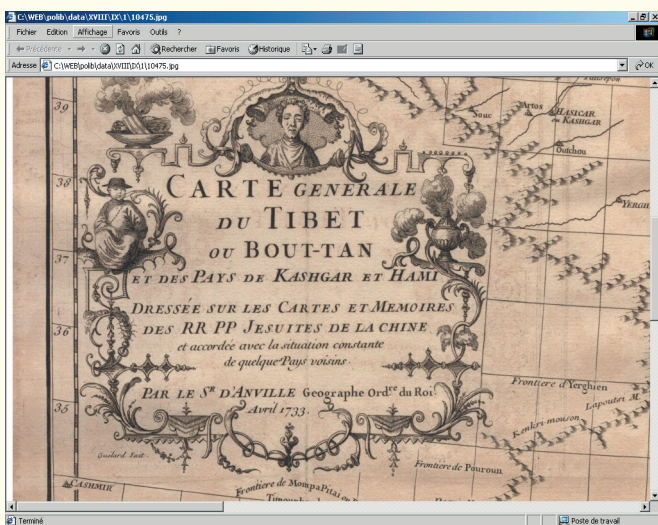 C:\WEB\polib\data\XVIII\IX\1\10475.jpg
Fichier Edition Affichage Favoris Outils ?
Précédente Rechercher Favoris Historique
Adresse C:\WEB\polib\data\XVIII\IX\1\10475.jpg OK
39
Souc
Artos
HASICAR
ou KASHGAR
Outchou
38
YERGH
CARTE GENERALE
DU TIBET
OU BOUT-TAN
37
ET DES PAYS DE KASHGAR ET HAMI
DRESSÉE SUR LES CARTES ET MEMOIRES
DES RR PP JESUITES DE LA CHINE
36
et accordée avec la situation constante
de quelque Pays voisins.
PAR LE SR D'ANVILLE Geographe Ordre du Roi.
Avril 1733.
35
Frontiere d'Yerghien
Lapoutsi M.
Kenkri-mouson
Frontiere de Pouroun
CASHMIR
Frontiere de MompaPitai ou
Terminé
Poste de travail